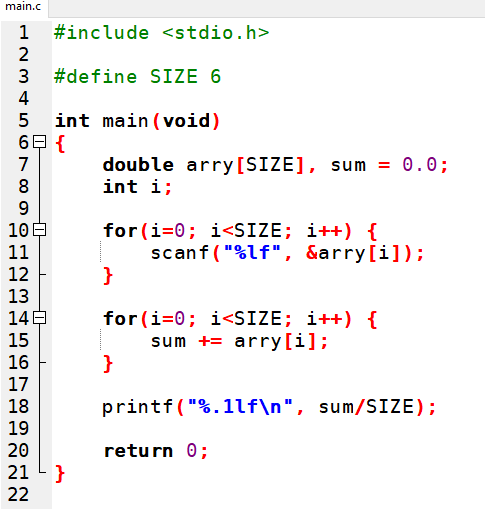 main.c
1 #include <stdio.h>
2
3 #define SIZE 6
4
5 int main(void)
6 {
7     double arry[SIZE], sum = 0.0;
8     int i;
9
10     for(i=0; i<SIZE; i++) {
11         scanf("%lf", &arry[i]);
12     }
13
14     for(i=0; i<SIZE; i++) {
15         sum += arry[i];
16     }
17
18     printf("%.1lf\n", sum/SIZE);
19
20     return 0;
21 }
22